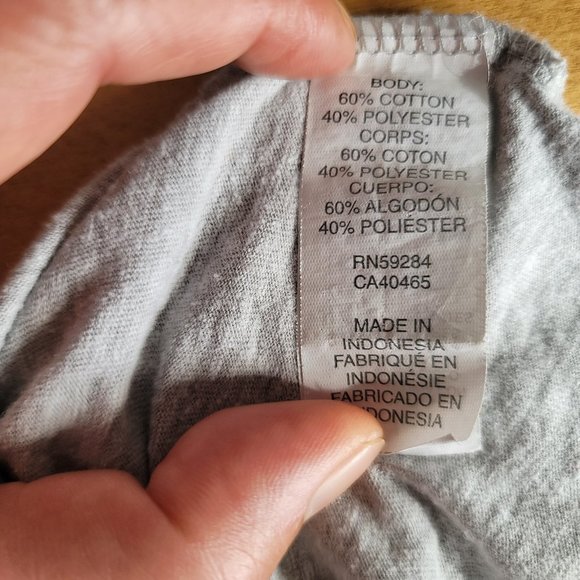 BODY:
60% COTTON
40% POLYESTER
CORPS:
60% COTON
40% POLYESTER
CUERPO:
60% ALGODÓN
40% POLIÉSTER
RN59284
CA40465
MADE IN
INDONESIA
FABRIQUÉ EN
INDONÉSIE
FABRICADO EN
INDONESIA